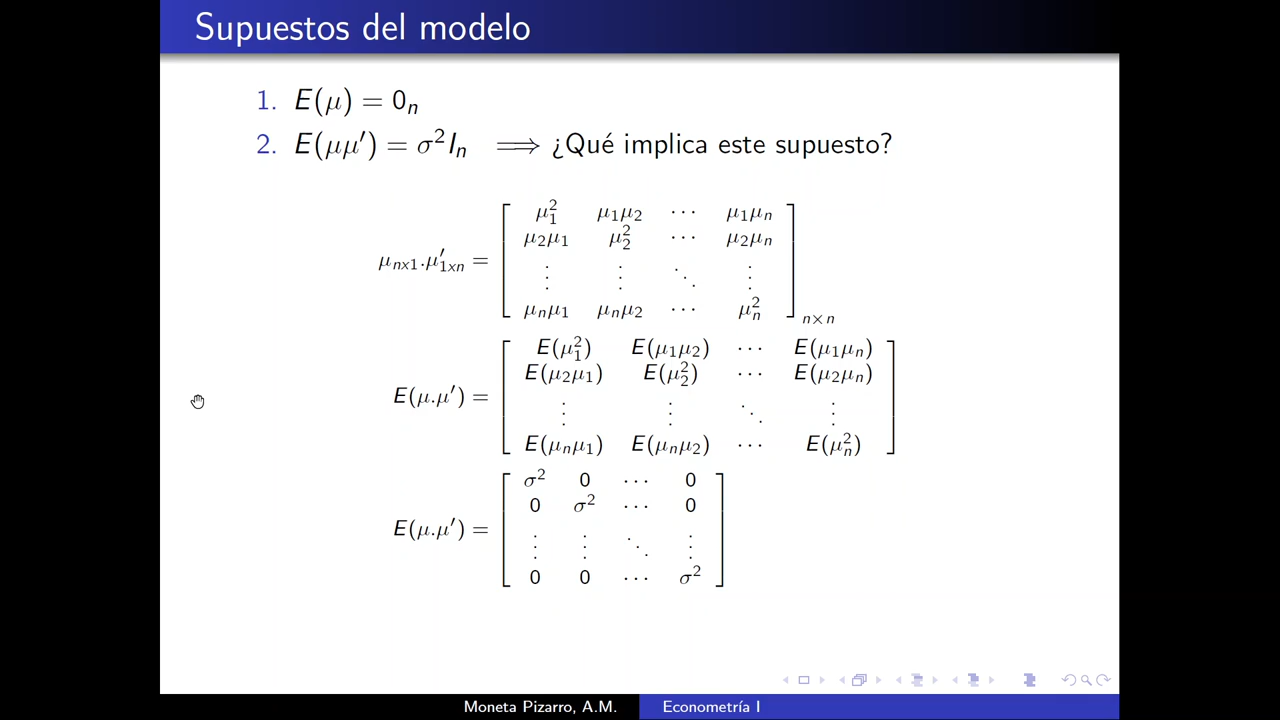 Supuestos del modelo
1. E(μ) = 0ₙ
2. E(μμ′) = σ²Iₙ ⟹ ¿Qué implica este supuesto?
μₙₓ₁.μ′₁ₓₙ = [ μ₁² μ₁μ₂ ⋯ μ₁μₙ
μ₂μ₁ μ₂² ⋯ μ₂μₙ
⋮ ⋮ ⋱ ⋮
μₙμ₁ μₙμ₂ ⋯ μₙ² ]ₙ×ₙ
E(μ.μ′) = [ E(μ₁²) E(μ₁μ₂) ⋯ E(μ₁μₙ)
E(μ₂μ₁) E(μ₂²) ⋯ E(μ₂μₙ)
⋮ ⋮ ⋱ ⋮
E(μₙμ₁) E(μₙμ₂) ⋯ E(μₙ²) ]
E(μ.μ′) = [ σ² 0 ⋯ 0
0 σ² ⋯ 0
⋮ ⋮ ⋱ ⋮
0 0 ⋯ σ² ]
Moneta Pizarro, A.M. Econometría I